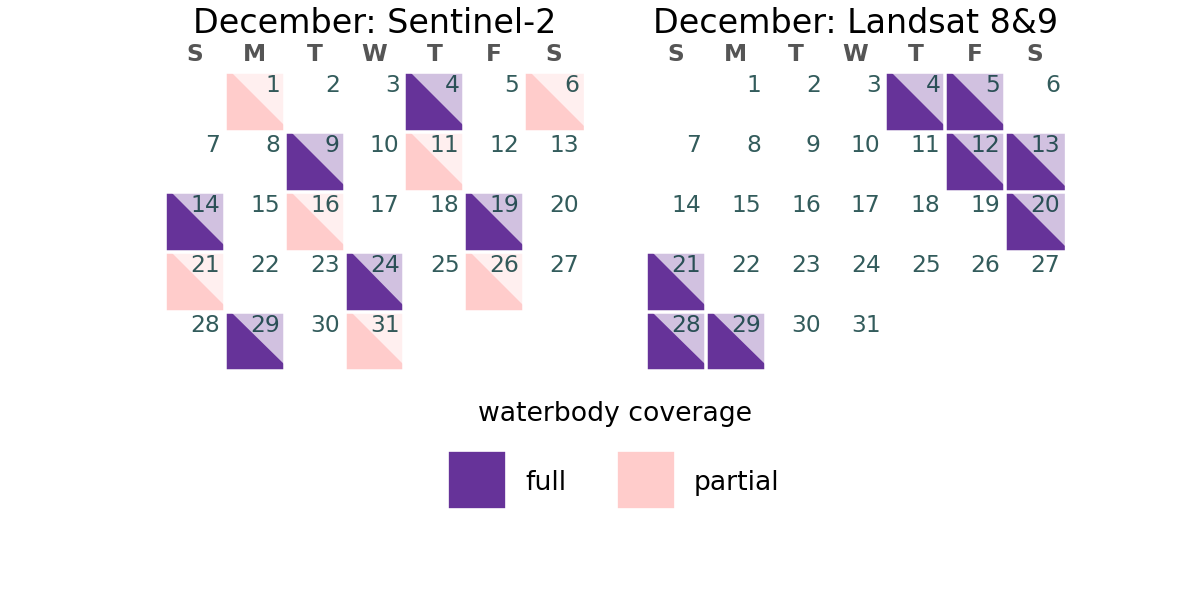 December: Sentinel-2
S M T W T F S
1 2 3 4 5 6
7 8 9 10 11 12 13
14 15 16 17 18 19 20
21 22 23 24 25 26 27
28 29 30 31
December: Landsat 8&9
S M T W T F S
1 2 3 4 5 6
7 8 9 10 11 12 13
14 15 16 17 18 19 20
21 22 23 24 25 26 27
28 29 30 31
waterbody coverage
full partial